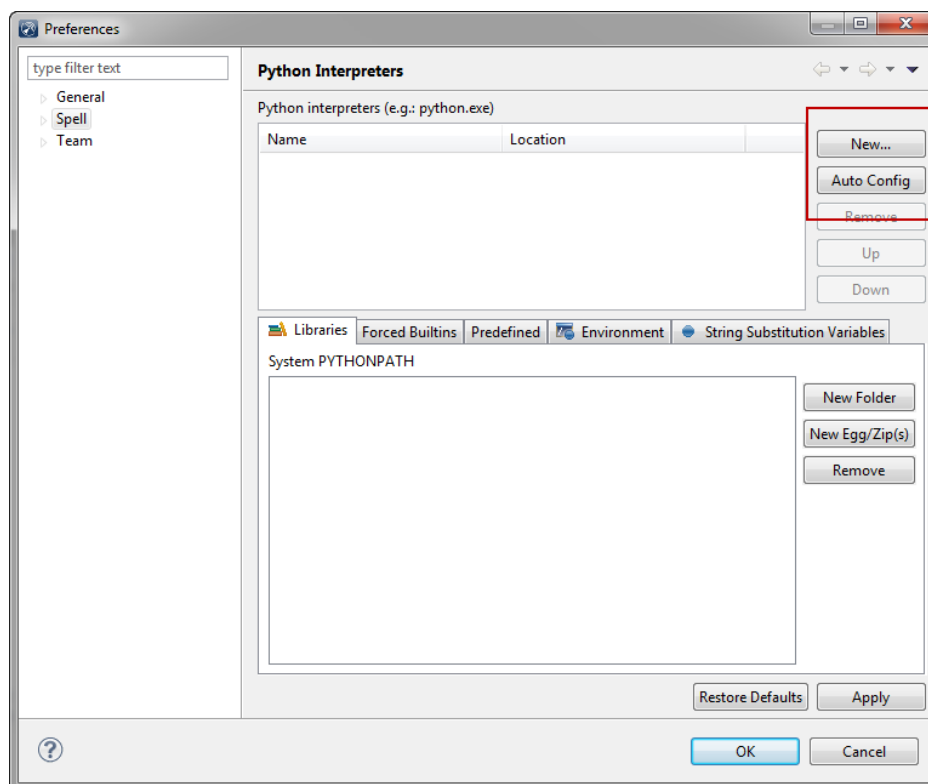 Preferences
type filter text
General
Spell
Team
Python Interpreters
Python interpreters (e.g.: python.exe)
Name Location
New...
Auto Config
Remove
Up
Down
Libraries Forced Builtins Predefined Environment String Substitution Variables
System PYTHONPATH
New Folder
New Egg/Zip(s)
Remove
Restore Defaults Apply
? OK Cancel